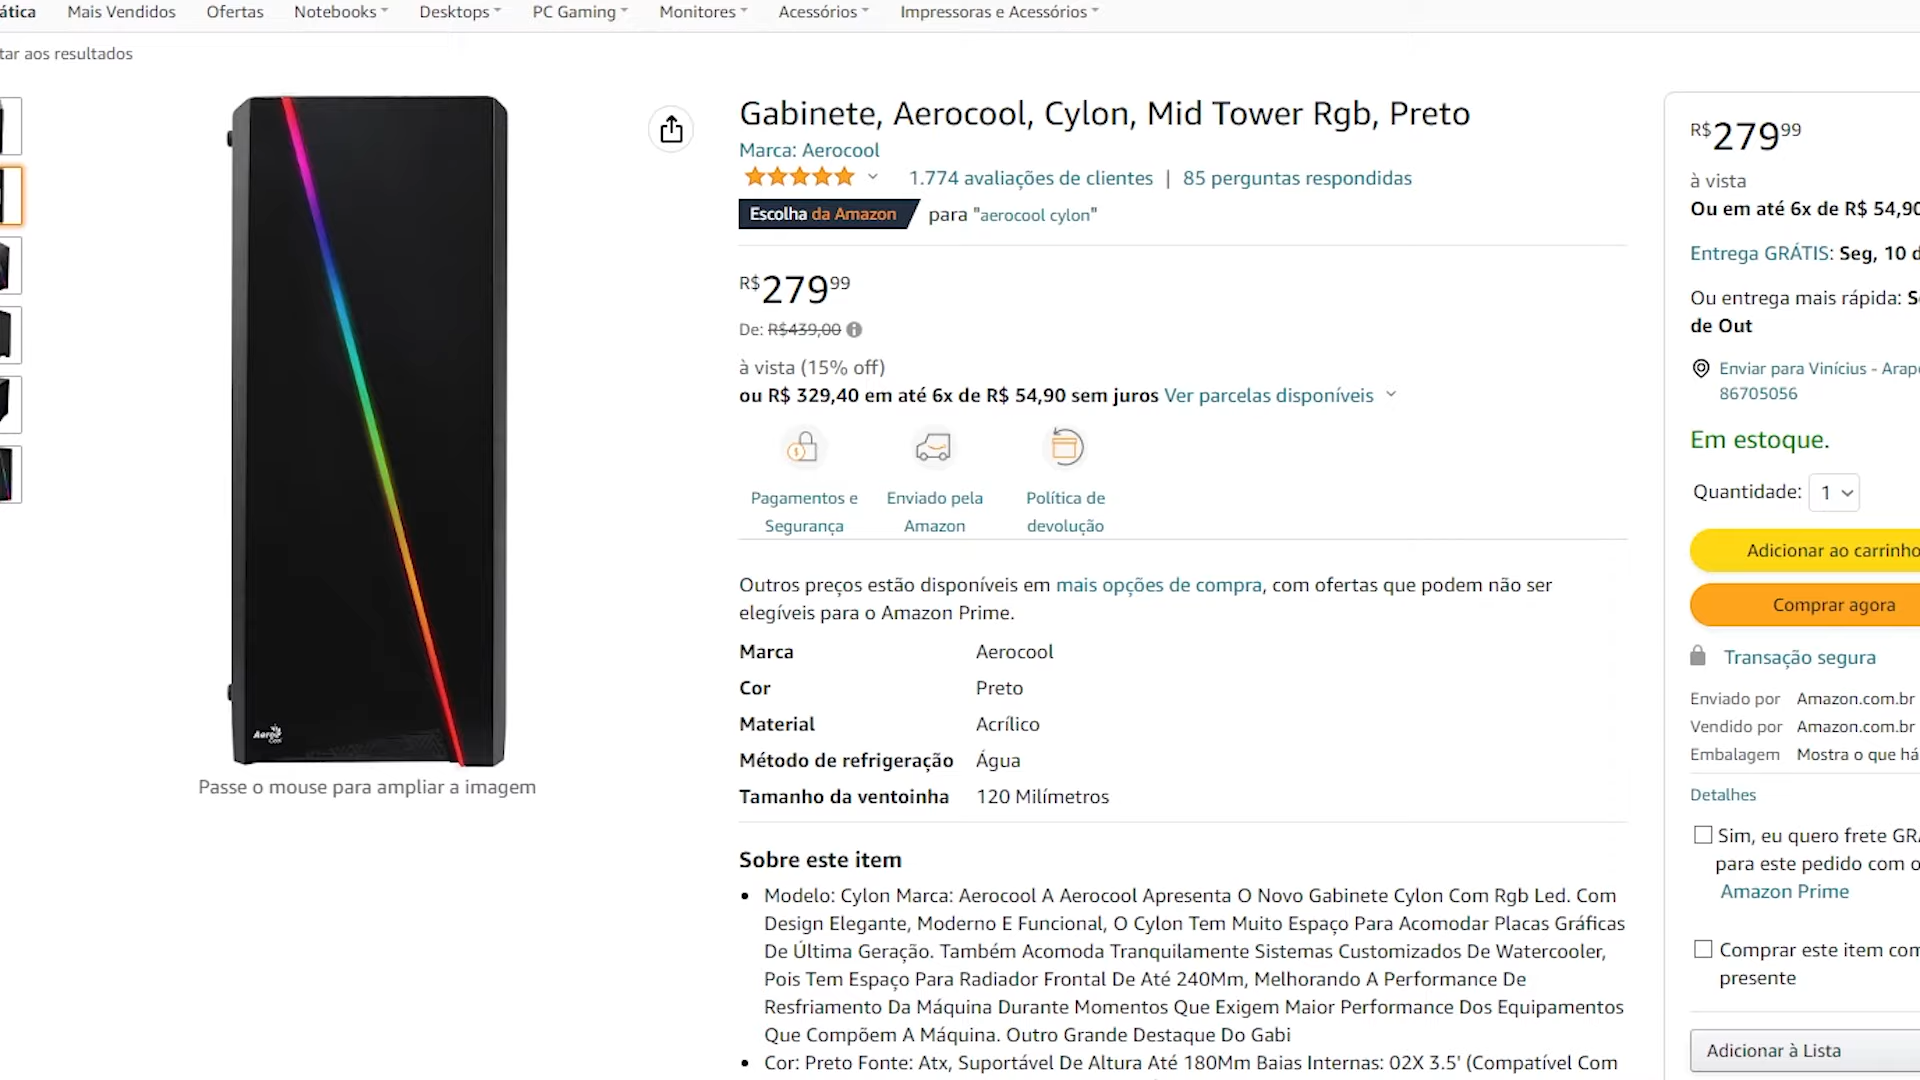 ática Mais Vendidos Ofertas Notebooks Desktops PC Gaming Monitores Acessórios Impressoras e Acessórios
tar aos resultados
Gabinete, Aerocool, Cylon, Mid Tower Rgb, Preto
Marca: Aerocool
1.774 avaliações de clientes | 85 perguntas respondidas
Escolha da Amazon para "aerocool cylon"
R$27999
De: R$439,00
à vista (15% off)
ou R$ 329,40 em até 6x de R$ 54,90 sem juros Ver parcelas disponíveis
Pagamentos e
Segurança
Enviado pela
Amazon
Política de
devolução
Outros preços estão disponíveis em mais opções de compra, com ofertas que podem não ser
elegíveis para o Amazon Prime.
Marca Aerocool
Cor Preto
Material Acrílico
Método de refrigeração Água
Tamanho da ventoinha 120 Milímetros
Sobre este item
• Modelo: Cylon Marca: Aerocool A Aerocool Apresenta O Novo Gabinete Cylon Com Rgb Led. Com
Design Elegante, Moderno E Funcional, O Cylon Tem Muito Espaço Para Acomodar Placas Gráficas
De Última Geração. Também Acomoda Tranquilamente Sistemas Customizados De Watercooler,
Pois Tem Espaço Para Radiador Frontal De Até 240Mm, Melhorando A Performance De
Resfriamento Da Máquina Durante Momentos Que Exigem Maior Performance Dos Equipamentos
Que Compõem A Máquina. Outro Grande Destaque Do Gabi
• Cor: Preto Fonte: Atx, Suportável De Altura Até 180Mm Baias Internas: 02X 3.5' (Compatível Com
Aero
Cool
Passe o mouse para ampliar a imagem
R$27999
à vista
Ou em até 6x de R$ 54,90
Entrega GRÁTIS: Seg, 10 d
Ou entrega mais rápida: S
de Out
Enviar para Vinícius - Arap
86705056
Em estoque.
Quantidade: 1
Adicionar ao carrinho
Comprar agora
Transação segura
Enviado por Amazon.com.br
Vendido por Amazon.com.br
Embalagem Mostra o que há
Detalhes
Sim, eu quero frete GRÁ
para este pedido com o
Amazon Prime
Comprar este item com
presente
Adicionar à Lista